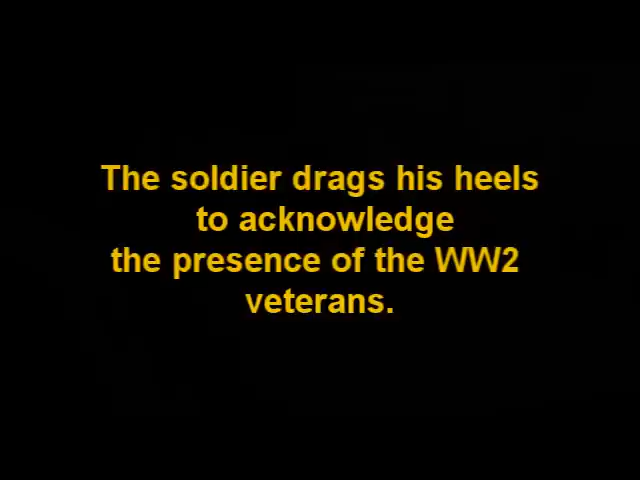 The soldier drags his heels
to acknowledge
the presence of the WW2
veterans.